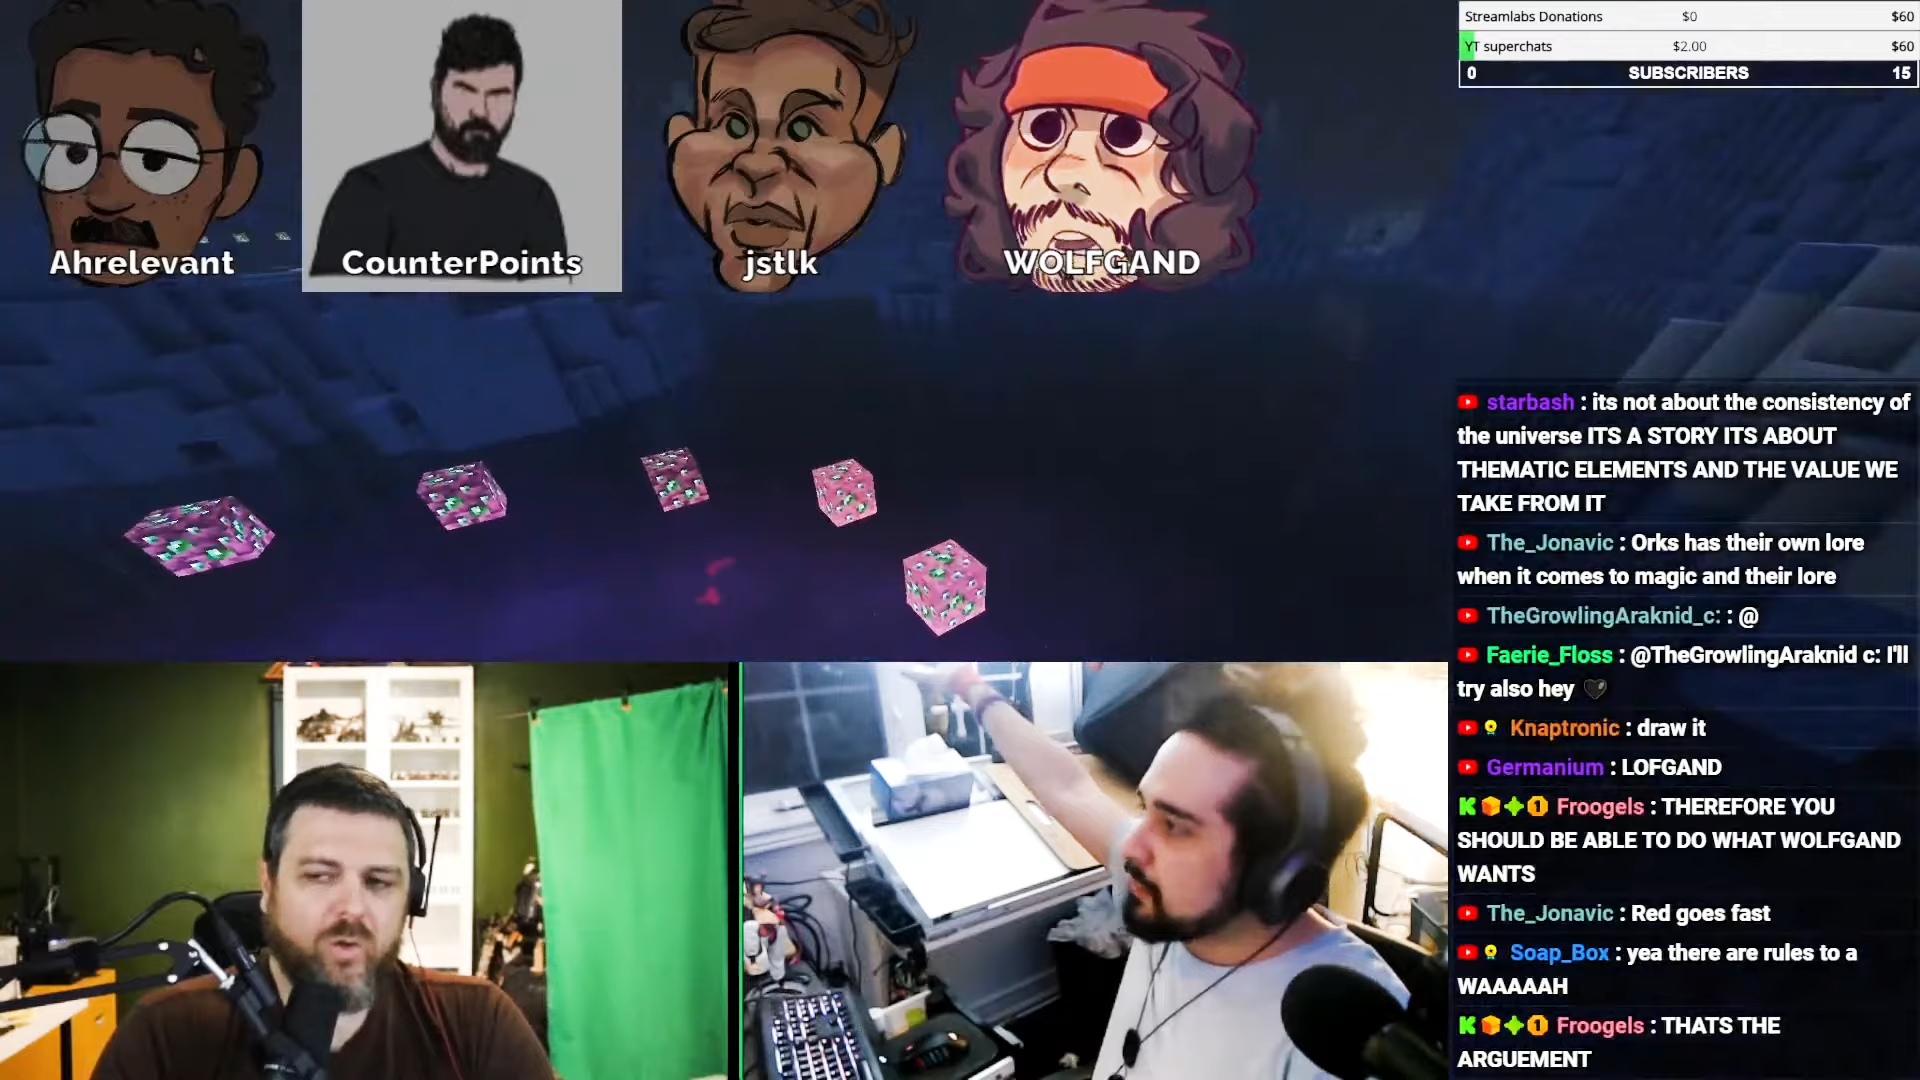 Streamlabs Donations $0 $60
YT superchats $2.00 $60
0 SUBSCRIBERS 15
Ahrelevant
CounterPoints
jstlk
WOLFGAND
starbash : its not about the consistency of
the universe ITS A STORY ITS ABOUT
THEMATIC ELEMENTS AND THE VALUE WE
TAKE FROM IT
The_Jonavic : Orks has their own lore
when it comes to magic and their lore
TheGrowlingAraknid_c: : @
Faerie_Floss : @TheGrowlingAraknid c: I'll
try also hey 🖤
Knaptronic : draw it
Germanium : LOFGAND
Froogels : THEREFORE YOU
SHOULD BE ABLE TO DO WHAT WOLFGAND
WANTS
The_Jonavic : Red goes fast
Soap_Box : yea there are rules to a
WAAAAAH
Froogels : THATS THE
ARGUEMENT